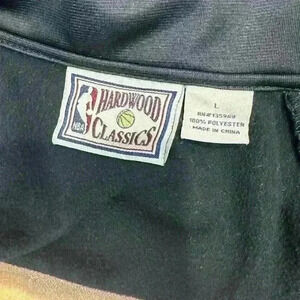 HARDWOOD
NBA
CLASSICS
L
100% POLYESTER
MADE IN CHINA